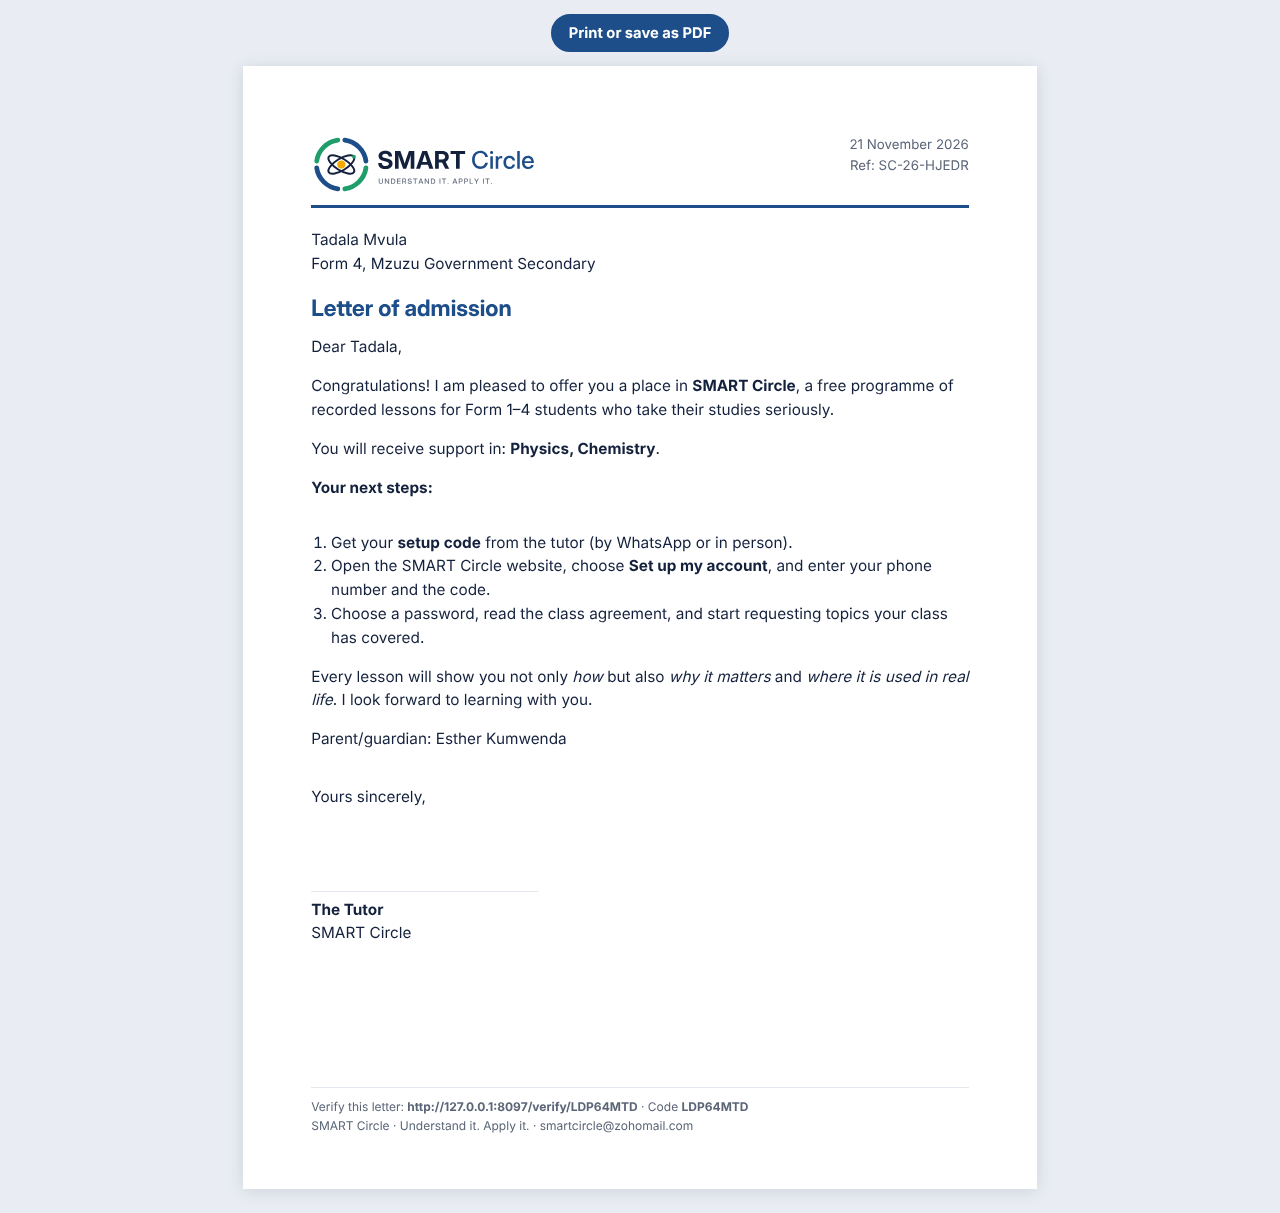 Print or save as PDF
SMART Circle
UNDERSTAND IT. APPLY IT.
21 November 2026
Ref: SC-26-HJEDR
Tadala Mvula
Form 4, Mzuzu Government Secondary
Letter of admission
Dear Tadala,
Congratulations! I am pleased to offer you a place in SMART Circle, a free programme of
recorded lessons for Form 1–4 students who take their studies seriously.
You will receive support in: Physics, Chemistry.
Your next steps:
1. Get your setup code from the tutor (by WhatsApp or in person).
2. Open the SMART Circle website, choose Set up my account, and enter your phone
number and the code.
3. Choose a password, read the class agreement, and start requesting topics your class
has covered.
Every lesson will show you not only how but also why it matters and where it is used in real
life. I look forward to learning with you.
Parent/guardian: Esther Kumwenda
Yours sincerely,
The Tutor
SMART Circle
Verify this letter: http://127.0.0.1:8097/verify/LDP64MTD · Code LDP64MTD
SMART Circle · Understand it. Apply it. · smartcircle@zohomail.com